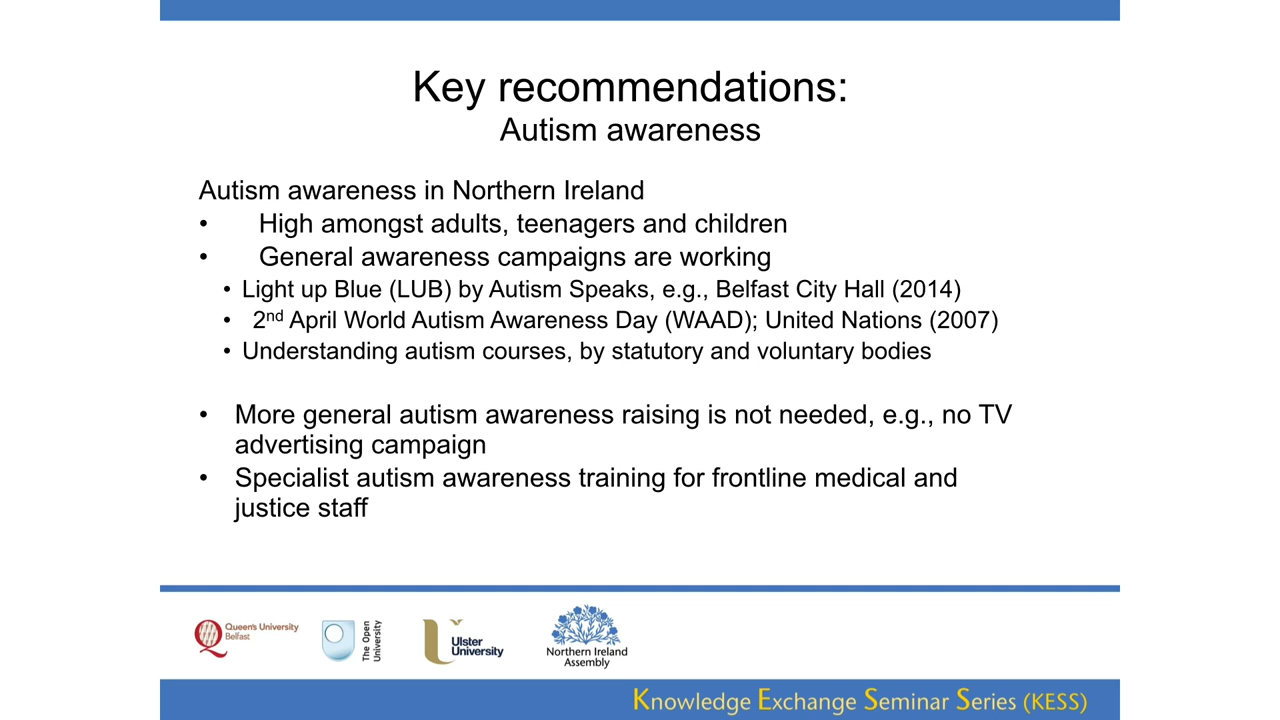 Key recommendations:
Autism awareness
Autism awareness in Northern Ireland
• High amongst adults, teenagers and children
• General awareness campaigns are working
• Light up Blue (LUB) by Autism Speaks, e.g., Belfast City Hall (2014)
• 2nd April World Autism Awareness Day (WAAD); United Nations (2007)
• Understanding autism courses, by statutory and voluntary bodies
• More general autism awareness raising is not needed, e.g., no TV
advertising campaign
• Specialist autism awareness training for frontline medical and
justice staff
Queen's University
Belfast
The Open
University
Ulster
University
Northern Ireland
Assembly
Knowledge Exchange Seminar Series (KESS)